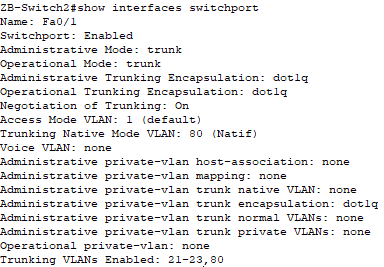 ZB-Switch2#show interfaces switchport
Name: Fa0/1
Switchport: Enabled
Administrative Mode: trunk
Operational Mode: trunk
Administrative Trunking Encapsulation: dot1q
Operational Trunking Encapsulation: dot1q
Negotiation of Trunking: On
Access Mode VLAN: 1 (default)
Trunking Native Mode VLAN: 80 (Natif)
Voice VLAN: none
Administrative private-vlan host-association: none
Administrative private-vlan mapping: none
Administrative private-vlan trunk native VLAN: none
Administrative private-vlan trunk encapsulation: dot1q
Administrative private-vlan trunk normal VLANs: none
Administrative private-vlan trunk private VLANs: none
Operational private-vlan: none
Trunking VLANs Enabled: 21-23,80